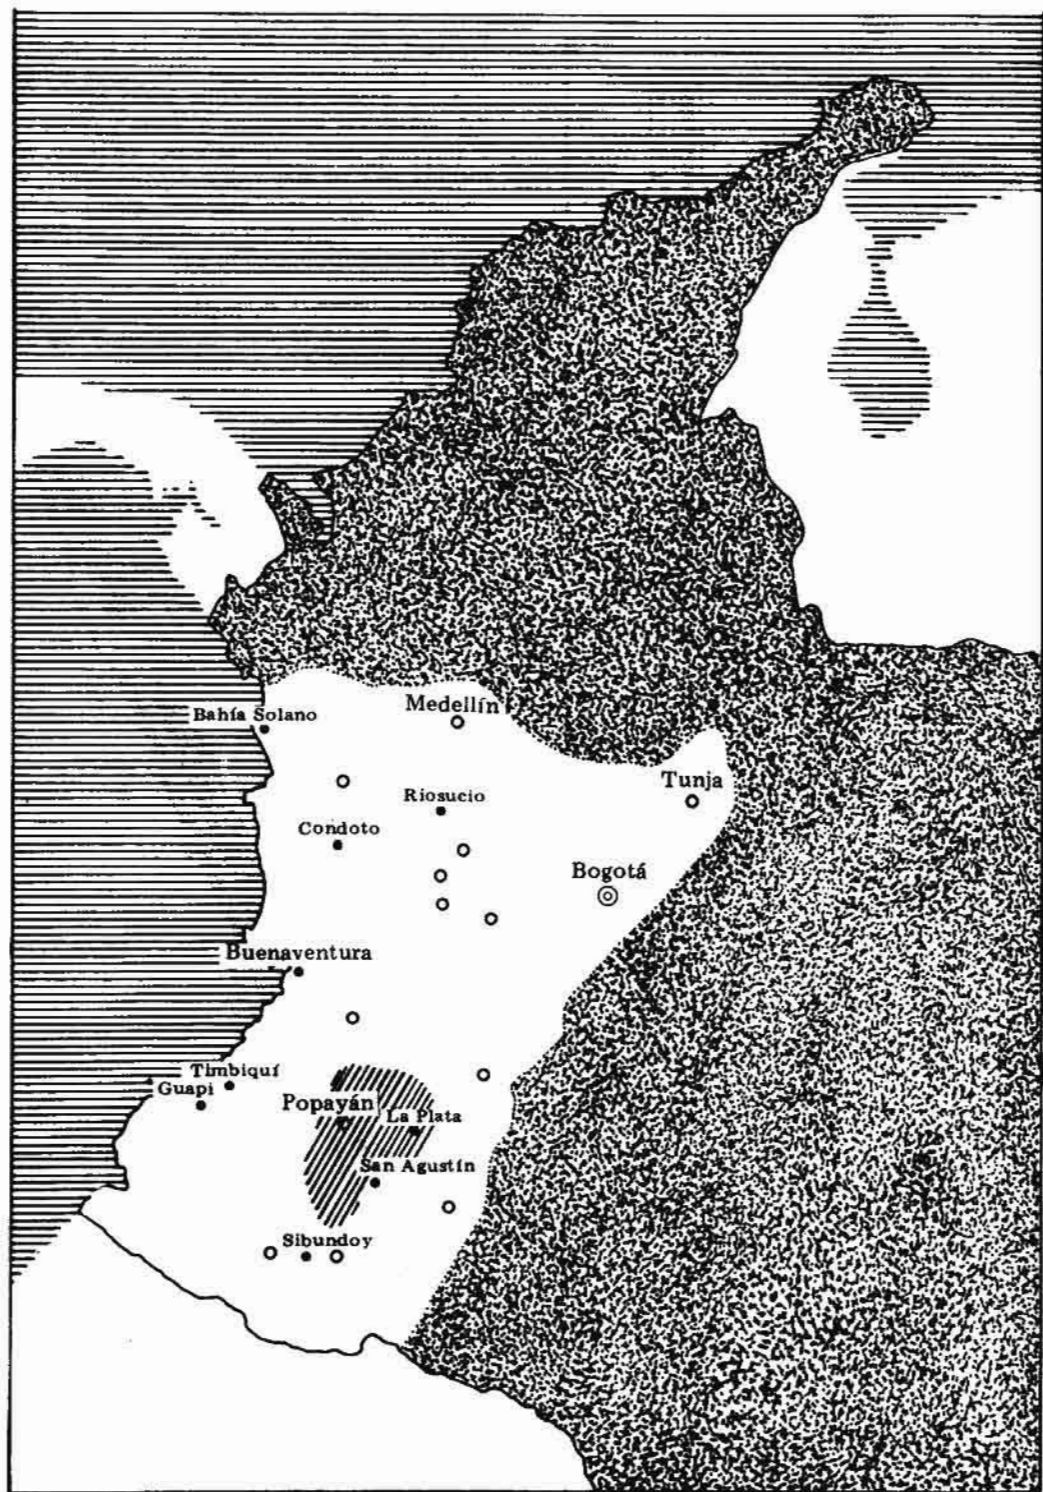 Bahía Solano
Medellín
Tunja
Riosucio
Condoto
Bogotá
Buenaventura
Timbiquí
Guapi
Popayán
La Plata
San Agustín
Sibundoy